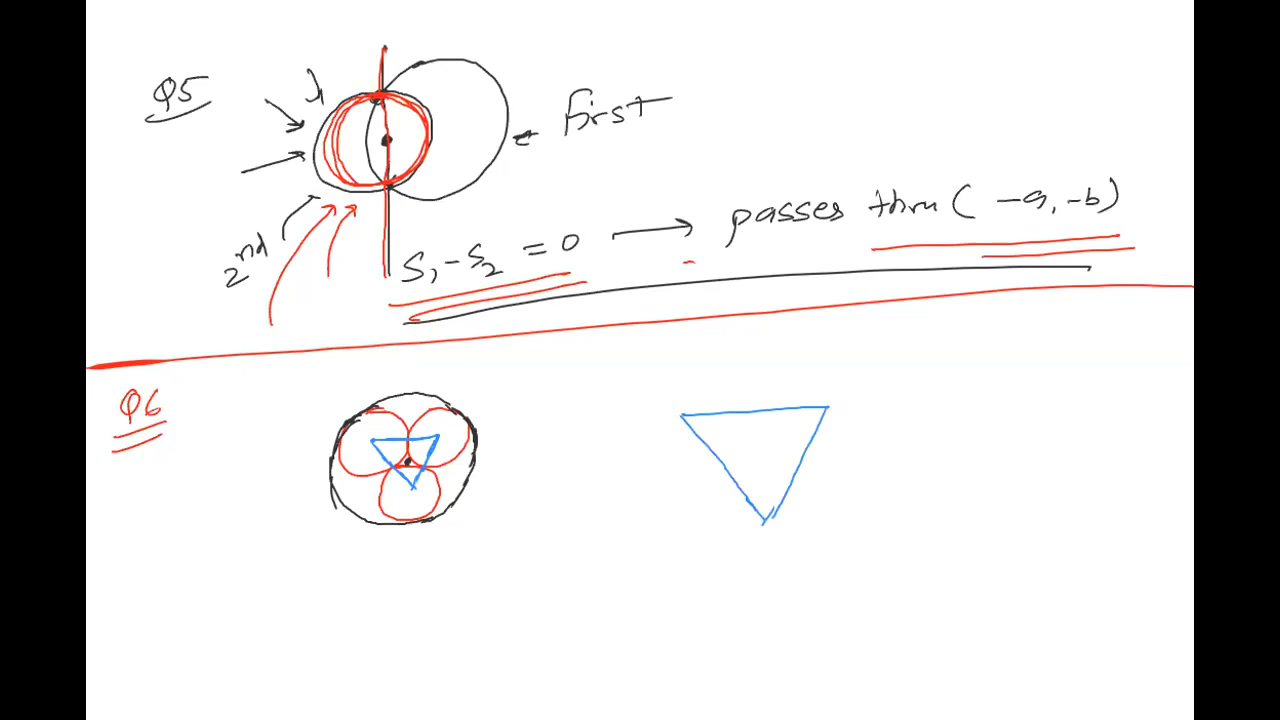 Q5
λ
first
2nd
S₁ - S₂ = 0 → passes thru ( -a, -b)
Q6